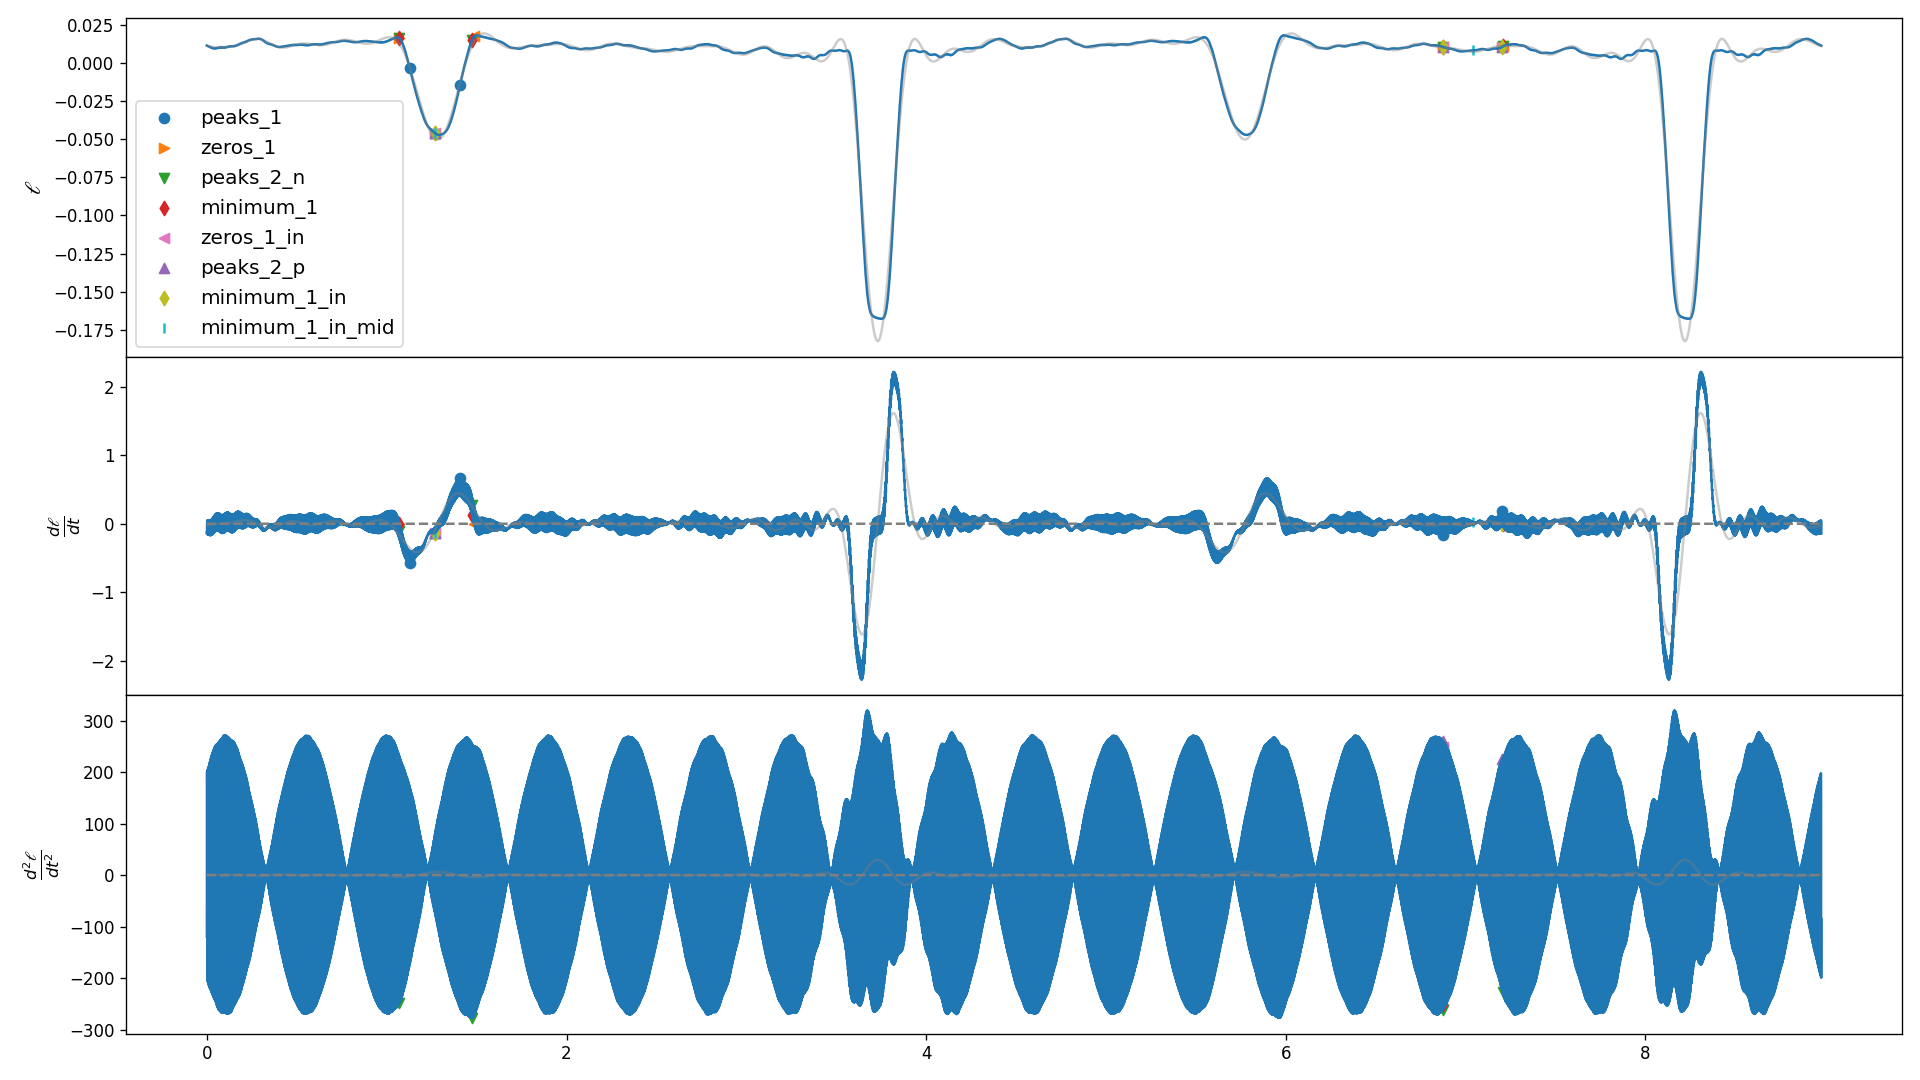 0.025
0.000
−0.025
−0.050
−0.075
−0.100
−0.125
−0.150
−0.175
ℓ
peaks_1
zeros_1
peaks_2_n
minimum_1
zeros_1_in
peaks_2_p
minimum_1_in
minimum_1_in_mid
2
1
0
−1
−2
dℓ
dt
300
200
100
0
−100
−200
−300
d²ℓ
dt²
0 2 4 6 8